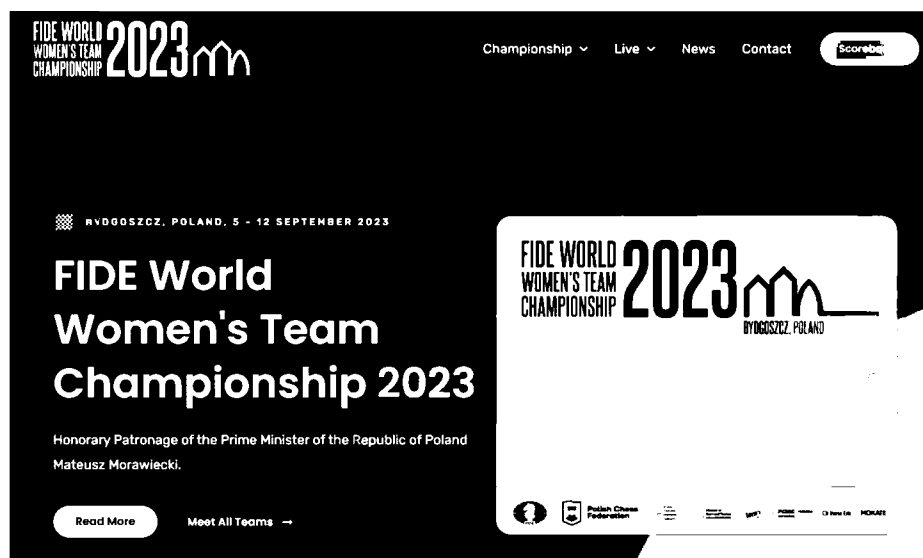 FIDE WORLD
WOMEN'S TEAM
CHAMPIONSHIP
2023
Championship
Live
News
Contact
BYDGOSZCZ, POLAND, 5 - 12 SEPTEMBER 2023
FIDE World
Women's Team
Championship 2023
Honorary Patronage of the Prime Minister of the Republic of Poland
Mateusz Morawiecki.
Read More
Meet All Teams →
FIDE WORLD
WOMEN'S TEAM
CHAMPIONSHIP
2023
BYDGOSZCZ, POLAND
Polish Chess
Federation
MOKATE